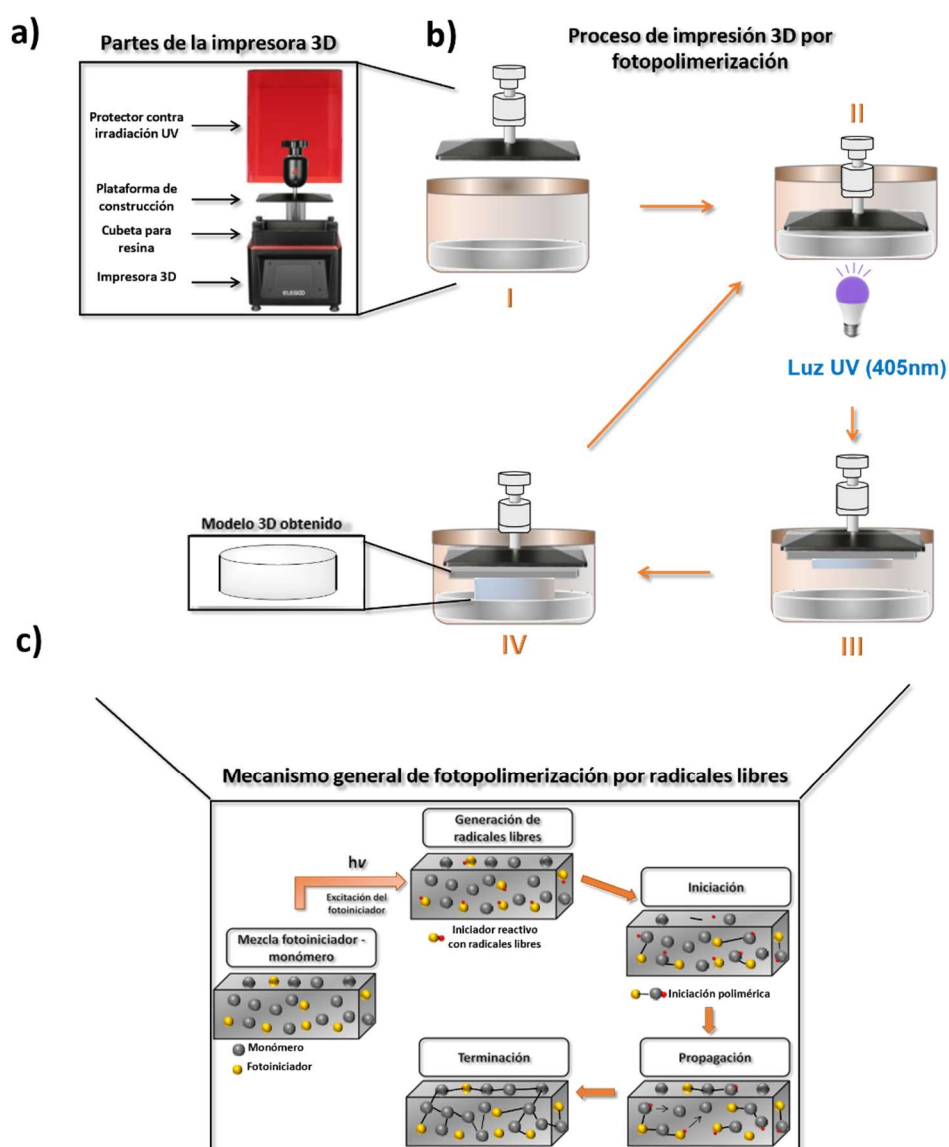 a)
Partes de la impresora 3D
Protector contra
irradiación UV
Plataforma de
construcción
Cubeta para
resina
Impresora 3D
ELEGOO
b)
Proceso de impresión 3D por
fotopolimerización
I
II
Luz UV (405nm)
III
IV
Modelo 3D obtenido
c)
Mecanismo general de fotopolimerización por radicales libres
Mezcla fotoiniciador -
monómero
Monómero
Fotoiniciador
hv
Excitación del
fotoiniciador
Generación de
radicales libres
Iniciador reactivo
con radicales libres
Iniciación
Iniciación polimérica
Propagación
Terminación